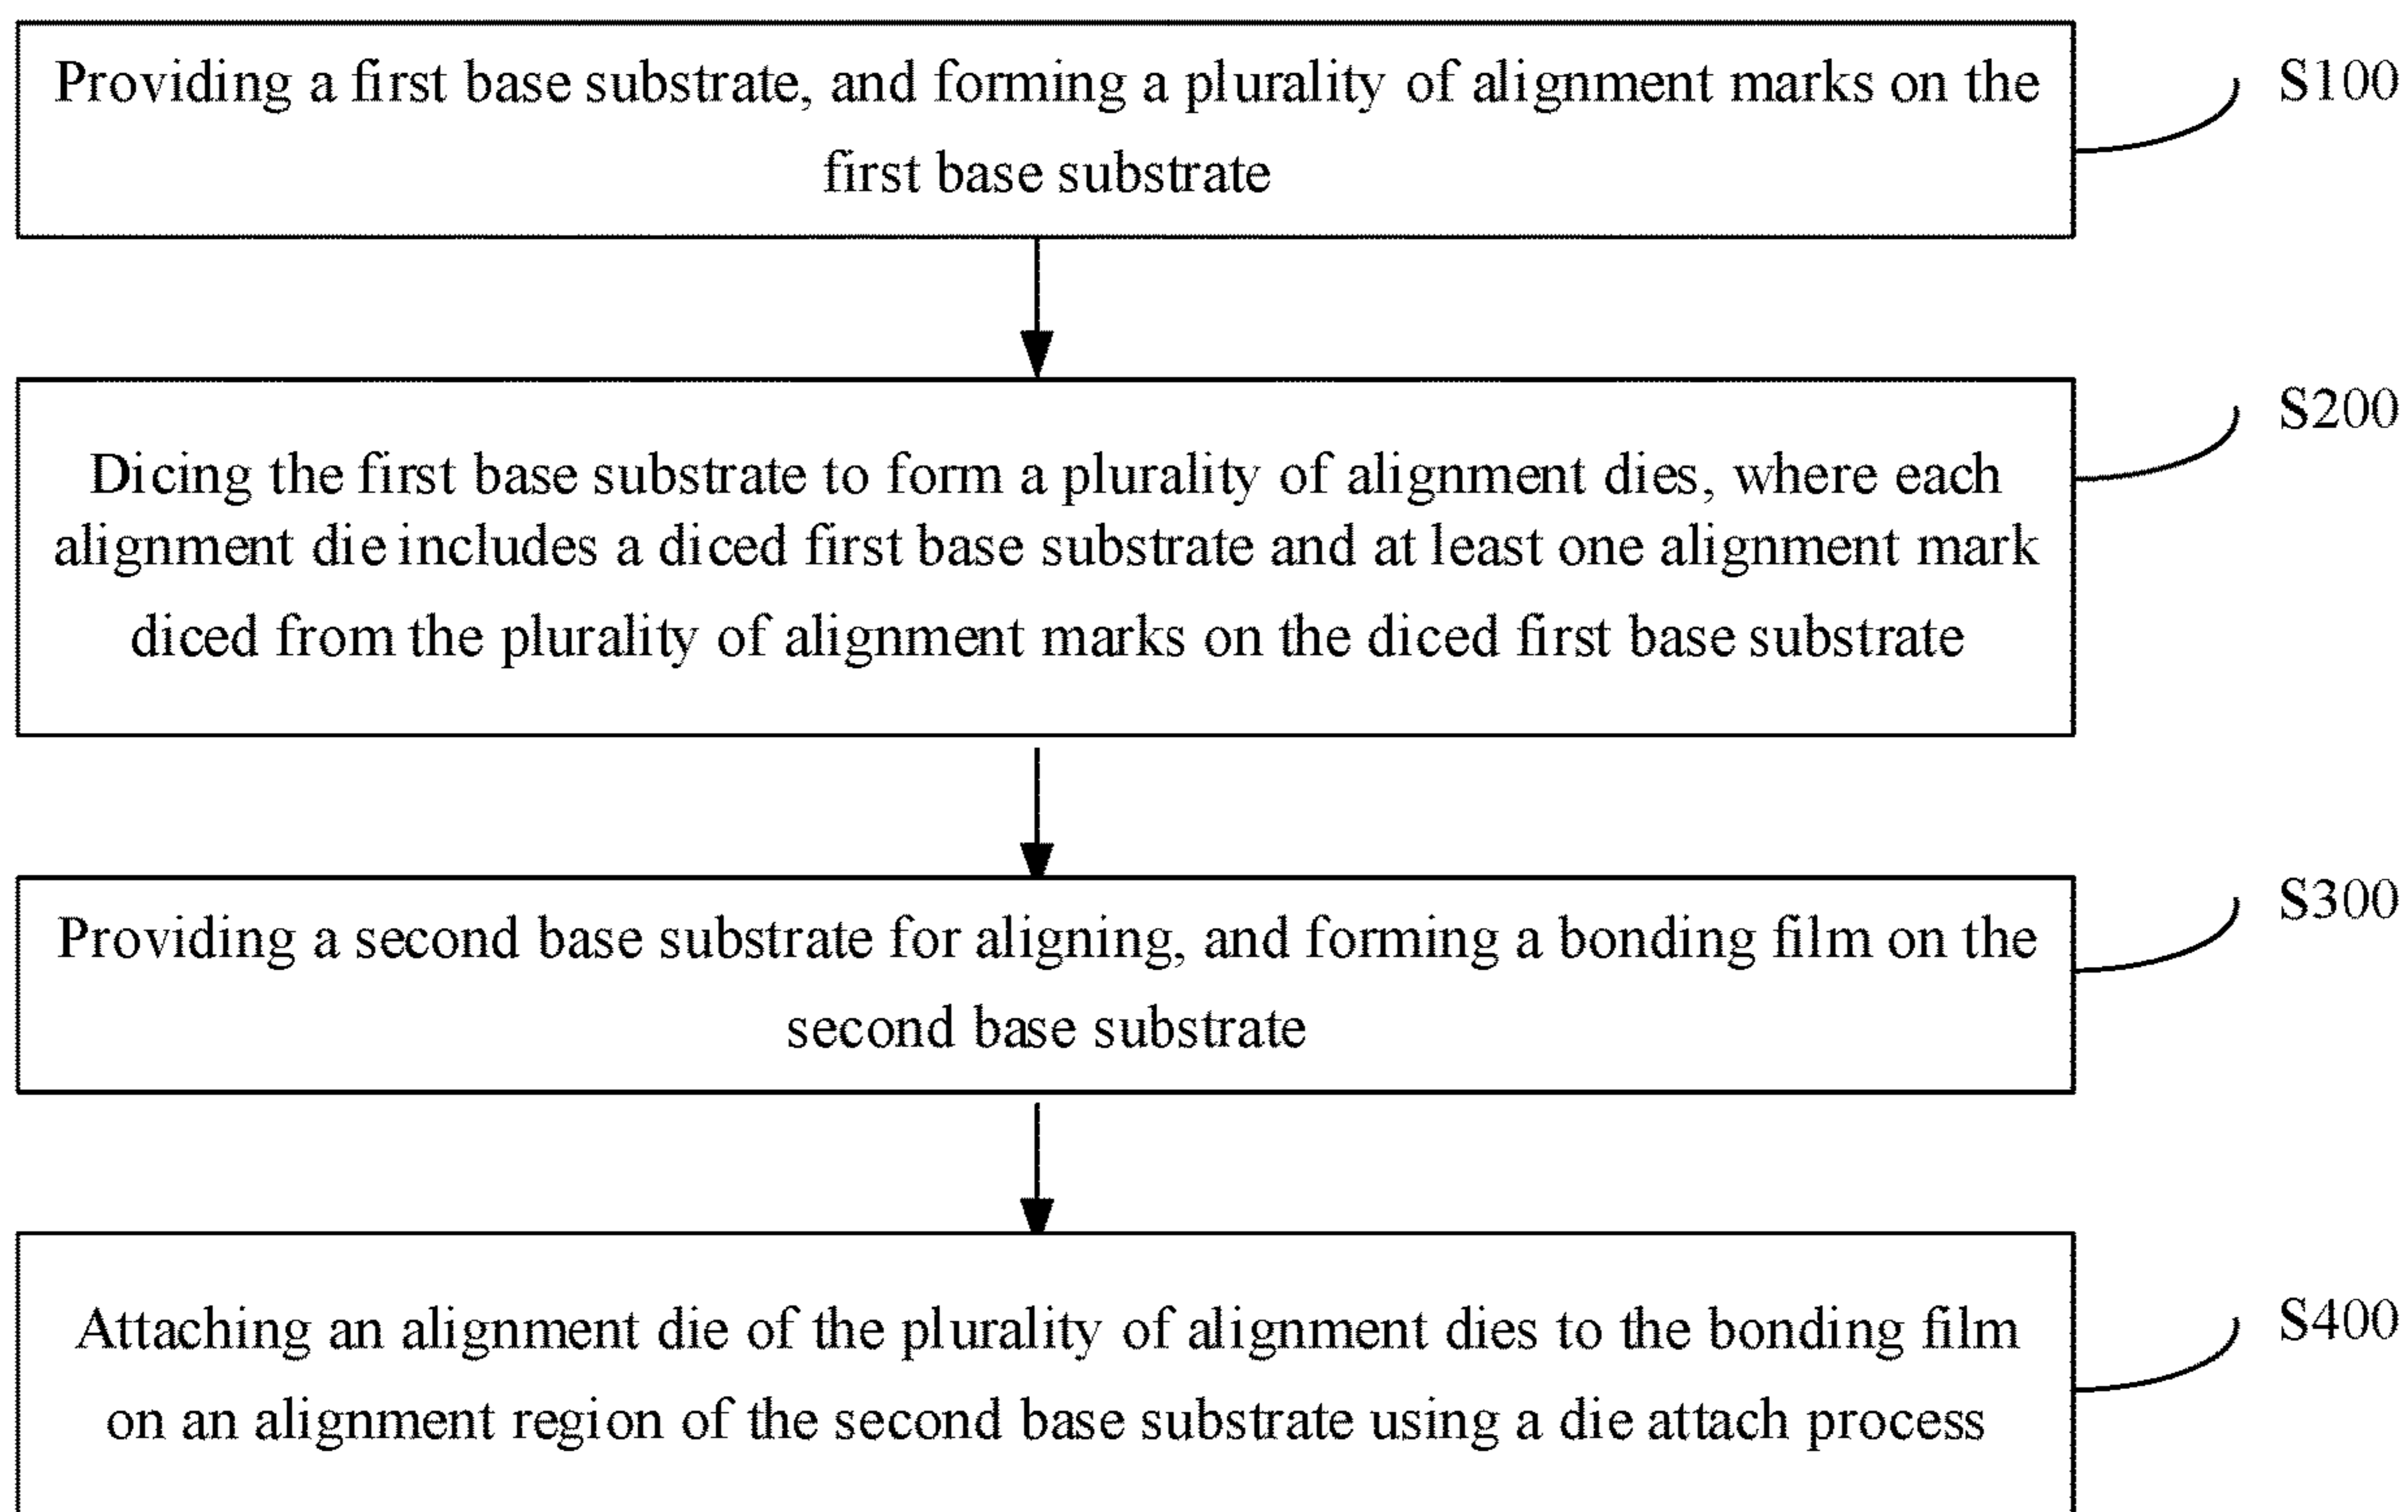 Providing a first base substrate, and forming a plurality of alignment marks on the
first base substrate
S100
Dicing the first base substrate to form a plurality of alignment dies, where each
alignment die includes a diced first base substrate and at least one alignment mark
diced from the plurality of alignment marks on the diced first base substrate
S200
Providing a second base substrate for aligning, and forming a bonding film on the
second base substrate
S300
Attaching an alignment die of the plurality of alignment dies to the bonding film
on an alignment region of the second base substrate using a die attach process
S400